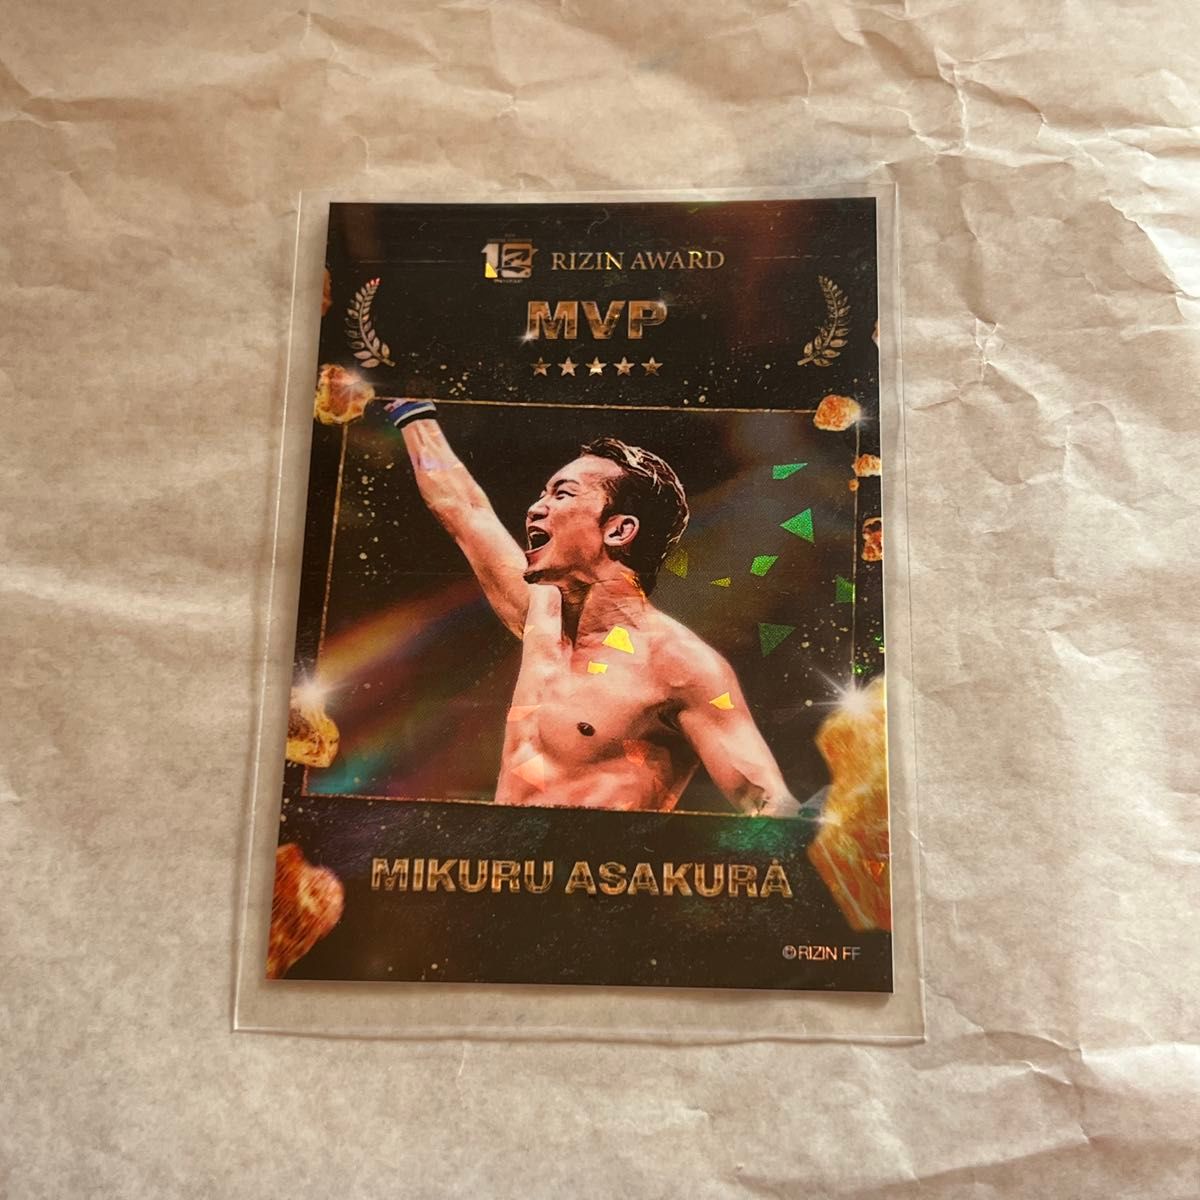 RIZIN AWARD
MVP
MIKURU ASAKURA
©RIZIN FF